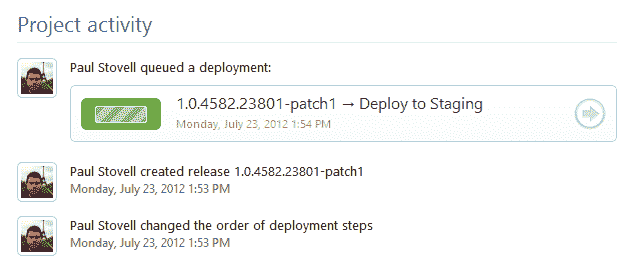 Project activity
Paul Stovell queued a deployment:
1.0.4582.23801-patch1 → Deploy to Staging
Monday, July 23, 2012 1:54 PM
Paul Stovell created release 1.0.4582.23801-patch1
Monday, July 23, 2012 1:53 PM
Paul Stovell changed the order of deployment steps
Monday, July 23, 2012 1:53 PM